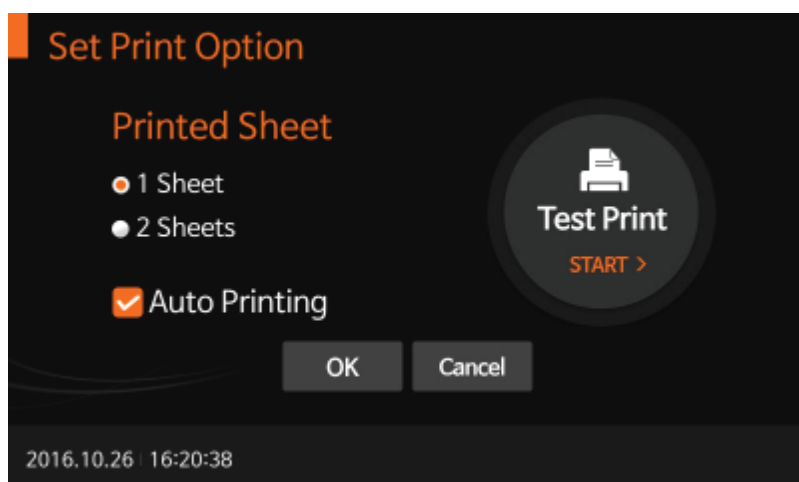 Set Print Option
Printed Sheet
1 Sheet
2 Sheets
Auto Printing
Test Print
START >
OK
Cancel
2016.10.26 16:20:38